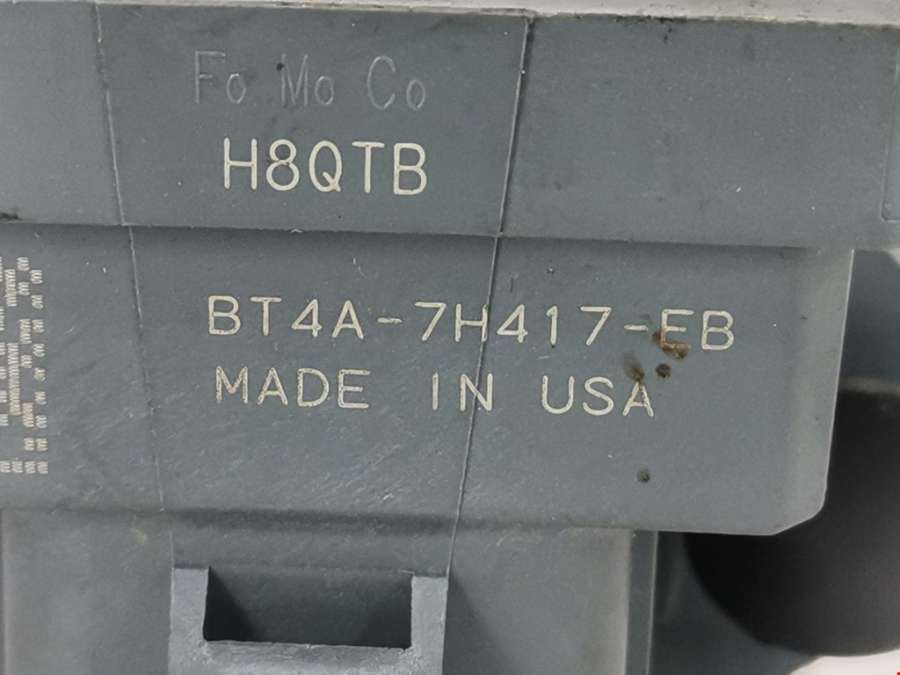 Fo Mo Co
H8QTB
BT4A-7H417-EB
MADE IN USA